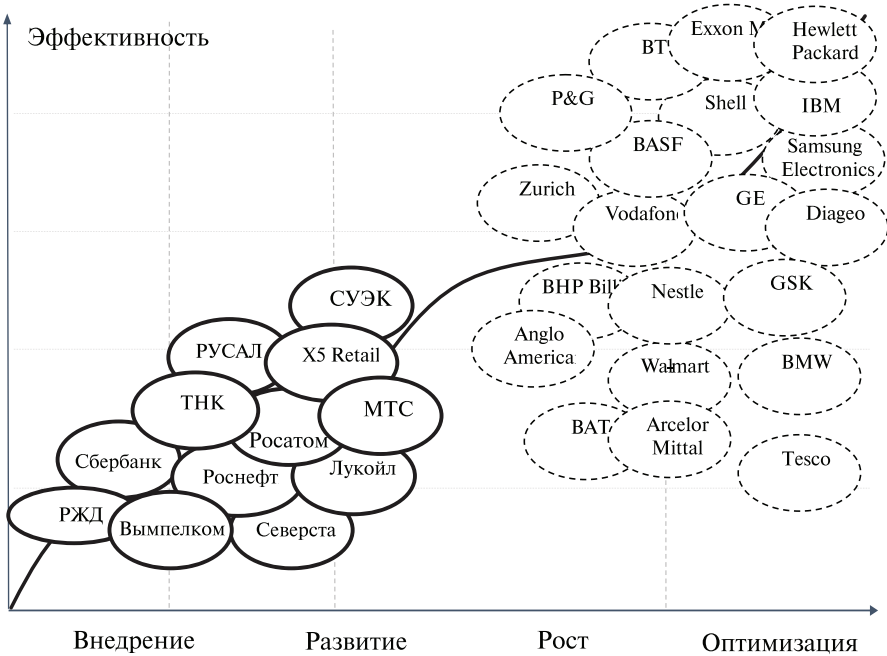 Эффективность
BT
Exxon M
Hewlett
Packard
P&G
Shell
IBM
BASF
Samsung
Electronics
Zurich
Vodafon
GE
Diageo
BHP Bill
Nestle
GSK
СУЭК
РУСАЛ
X5 Retail
Anglo
America
Walmart
BMW
ТНК
МТС
BAT
Arcelor
Mittal
Росатом
Сбербанк
Роснефт
Лукойл
Tesco
РЖД
Вымпелком
Северста
Внедрение
Развитие
Рост
Оптимизация